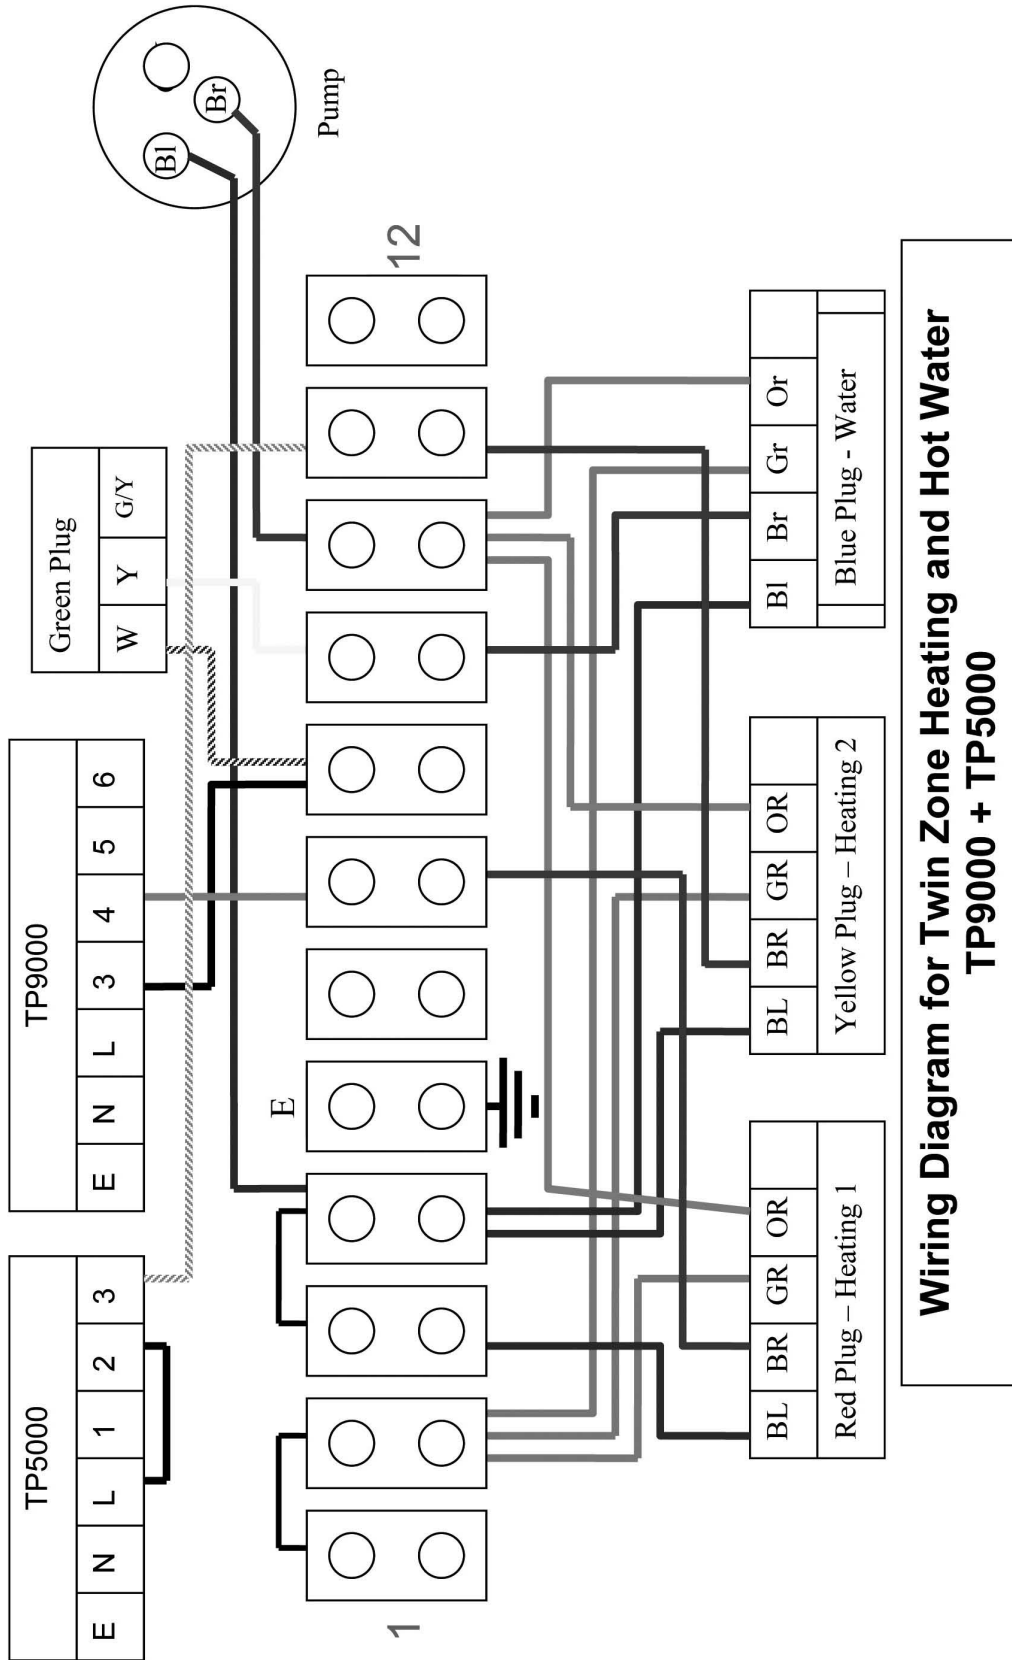 TP5000
E N L 1 2 3
TP9000
E N L 3 4 5 6
Green Plug
W Y G/Y
Bl Br
Pump
E
1
12
BL BR GR OR
Red Plug – Heating 1
BL BR GR OR
Yellow Plug – Heating 2
Bl Br Gr Or
Blue Plug - Water
Wiring Diagram for Twin Zone Heating and Hot Water
TP9000 + TP5000